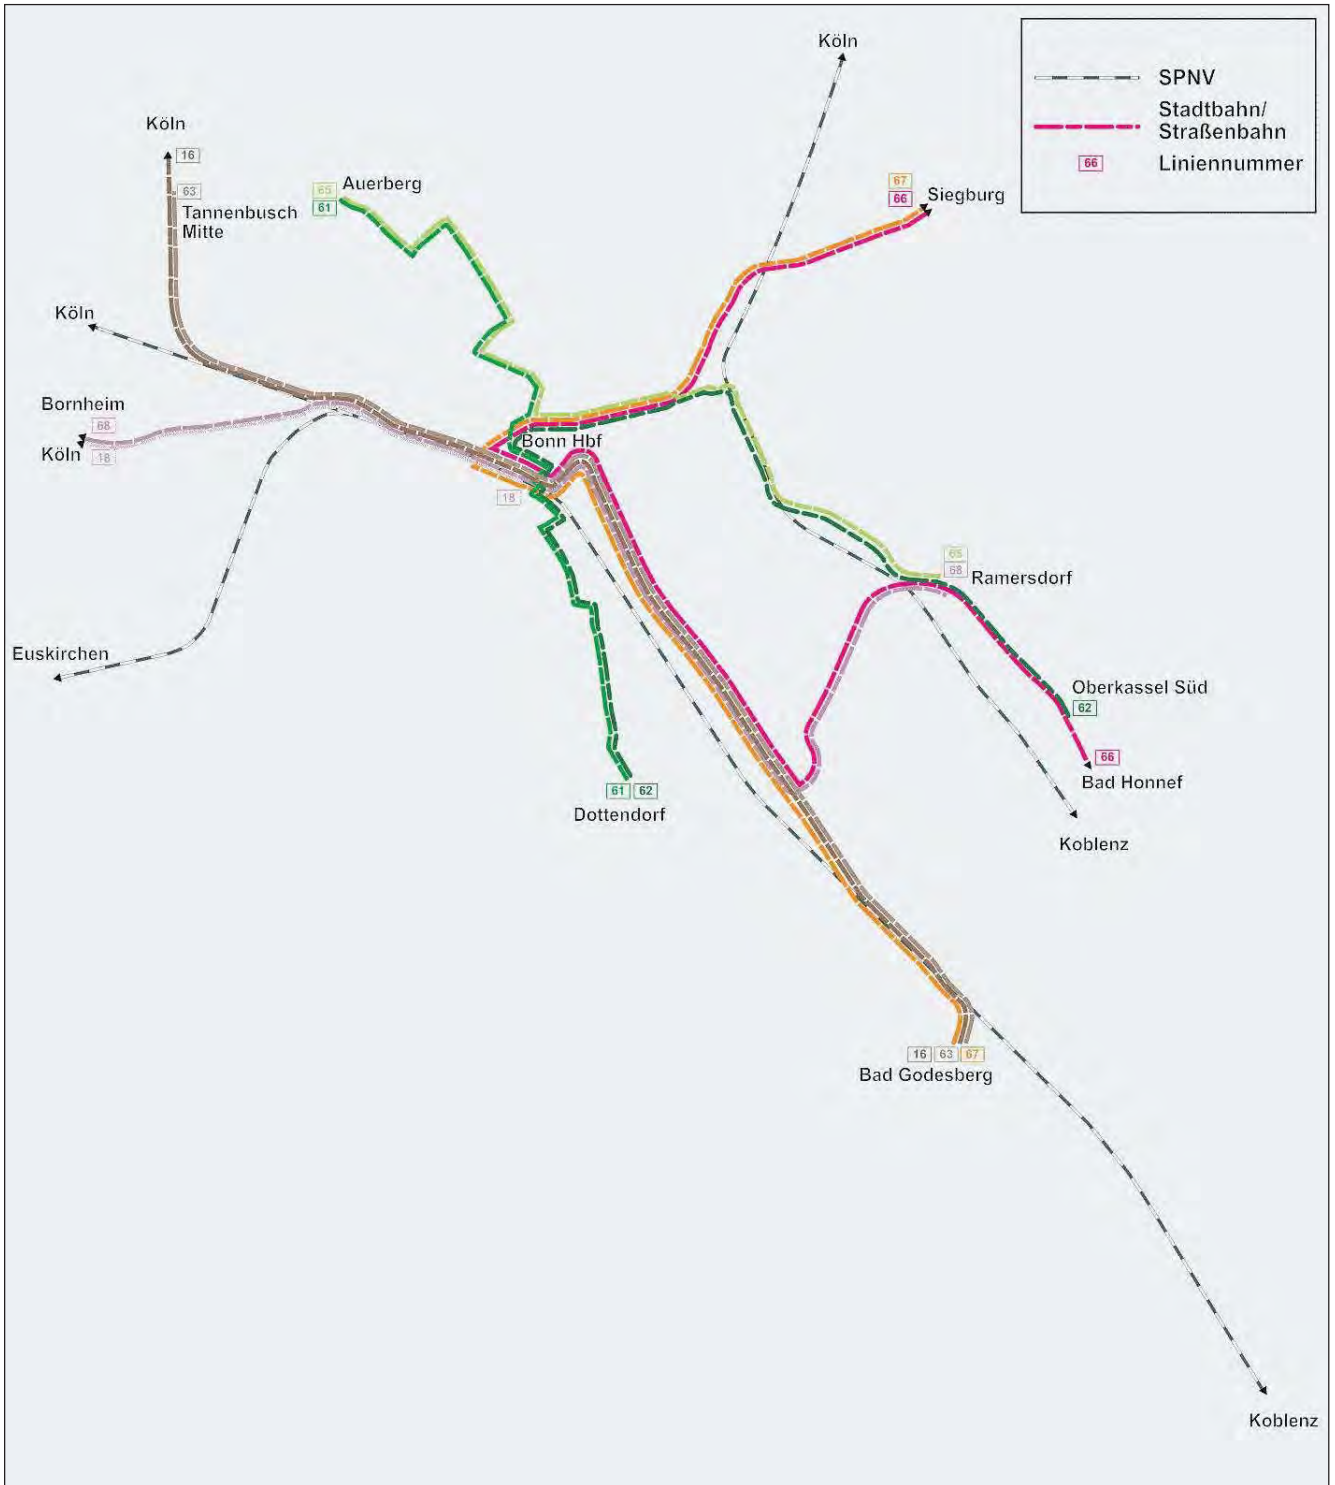 Köln
SPNV
Stadtbahn/
Straßenbahn
66 Liniennummer
Köln
16
63
Tannenbusch
Mitte
65 Auerberg
61
67
66 Siegburg
Köln
Bornheim
68
Köln
18
Bonn Hbf
18
65
68 Ramersdorf
Euskirchen
Oberkassel Süd
62
66
Bad Honnef
61 62
Dottendorf
Koblenz
16 63 67
Bad Godesberg
Koblenz